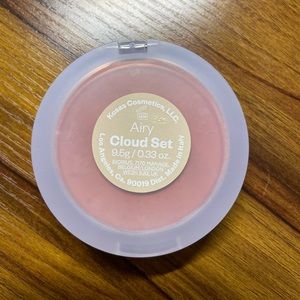 Kosas Cosmetics, LLC.
Airy
Cloud Set
9.5g / 0.33 oz.
Los Angeles, Ca. 90019 Dist. Made in Italy